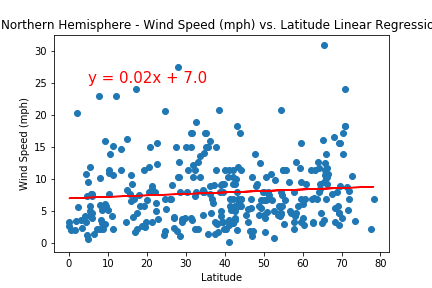 Northern Hemisphere - Wind Speed (mph) vs. Latitude Linear Regressio
y = 0.02x + 7.0
Wind Speed (mph)
30
25
20
15
10
5
0
0 10 20 30 40 50 60 70 80
Latitude